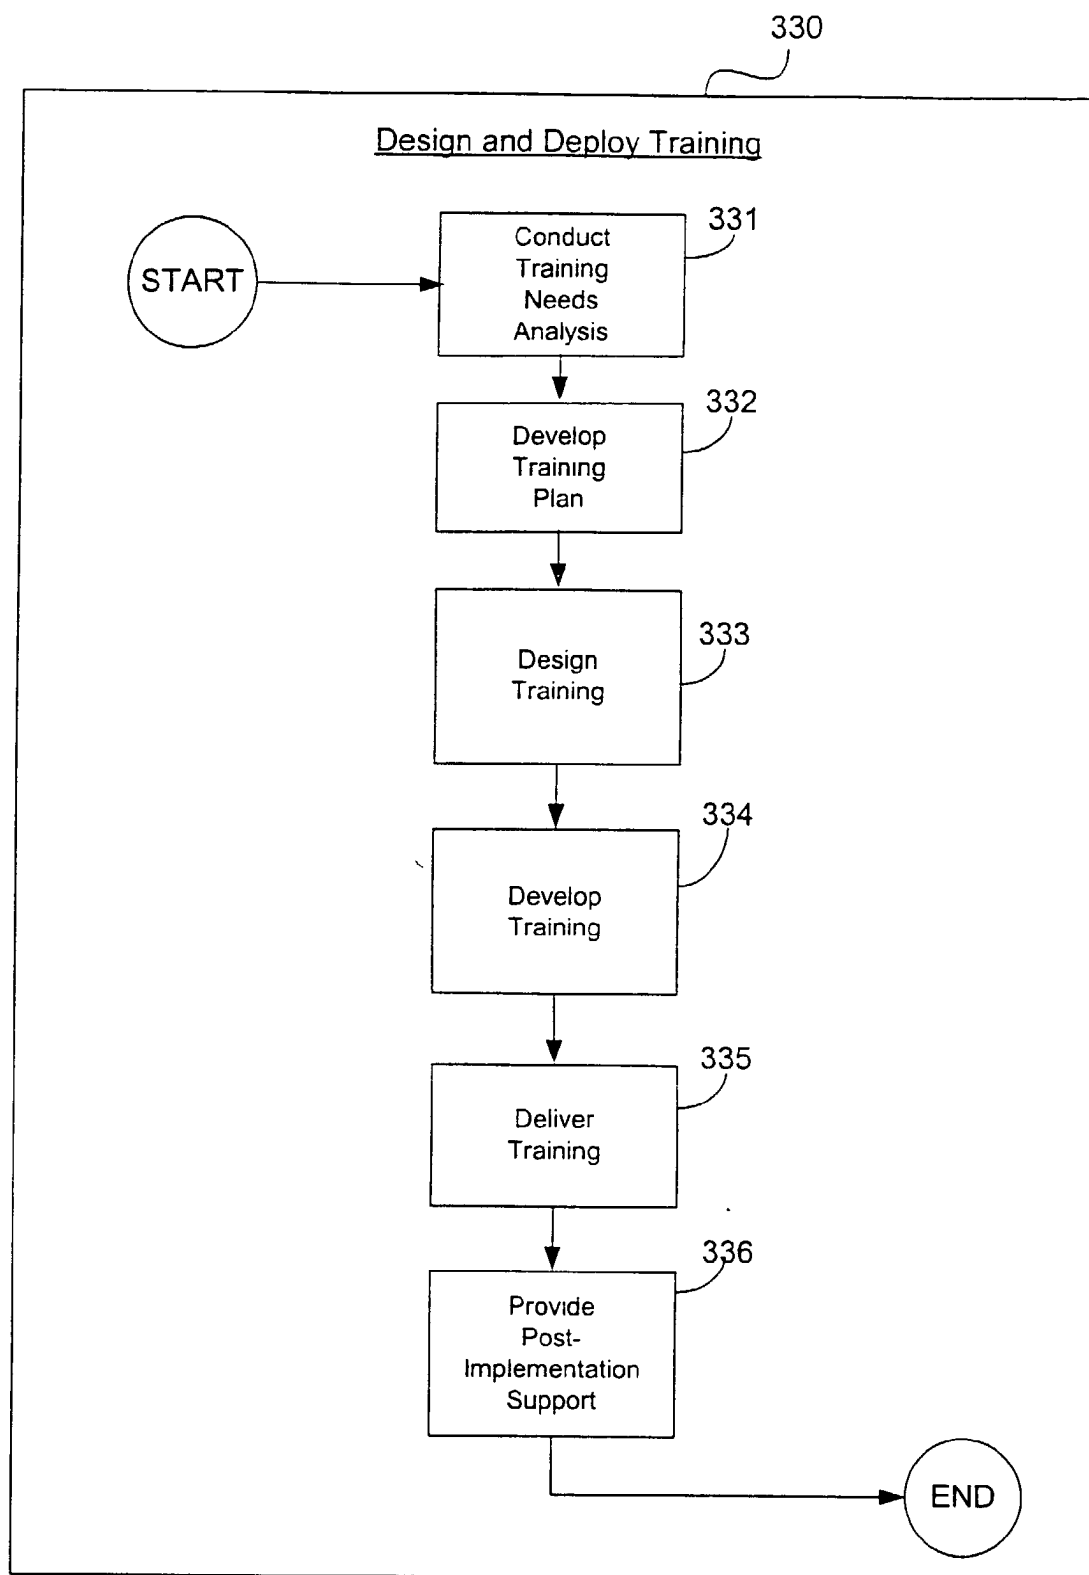 330
Design and Deploy Training
START
Conduct
Training
Needs
Analysis
331
Develop
Training
Plan
332
Design
Training
333
Develop
Training
334
Deliver
Training
335
Provide
Post-
Implementation
Support
336
END